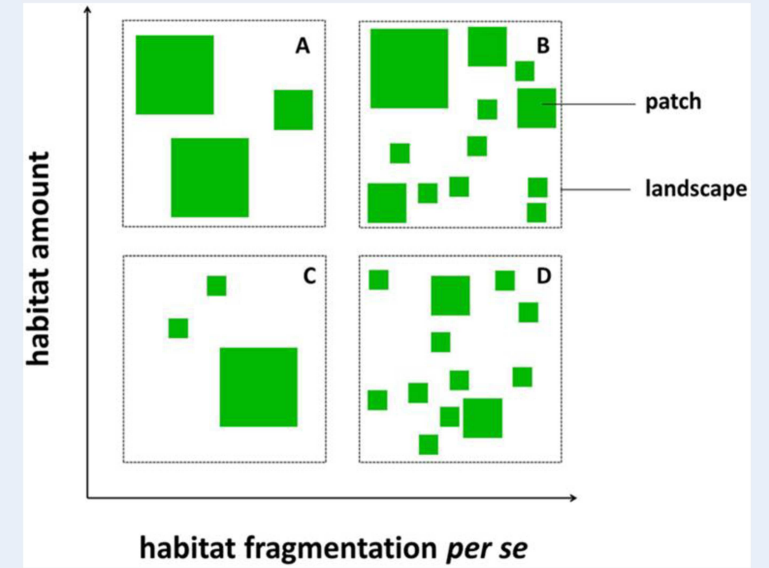 A
B
patch
landscape
habitat amount
C
D
habitat fragmentation per se